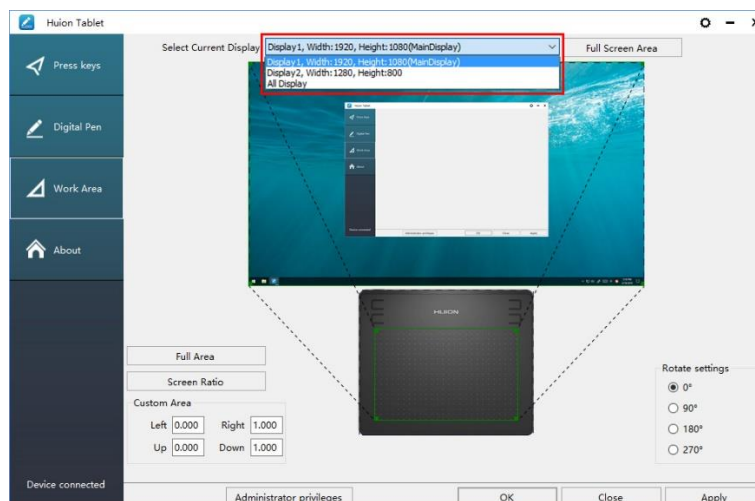 Huion Tablet
Select Current Display
Display1, Width:1920, Height:1080(MainDisplay)
Full Screen Area
Display1, Width:1920, Height:1080(MainDisplay)
Display2, Width:1280, Height:800
All Display
Press keys
Digital Pen
Work Area
About
HUION
Full Area
Screen Ratio
Custom Area
Left 0.000 Right 1.000
Up 0.000 Down 1.000
Rotate settings
0°
90°
180°
270°
Device connected
Administrator privileges
OK
Close
Apply